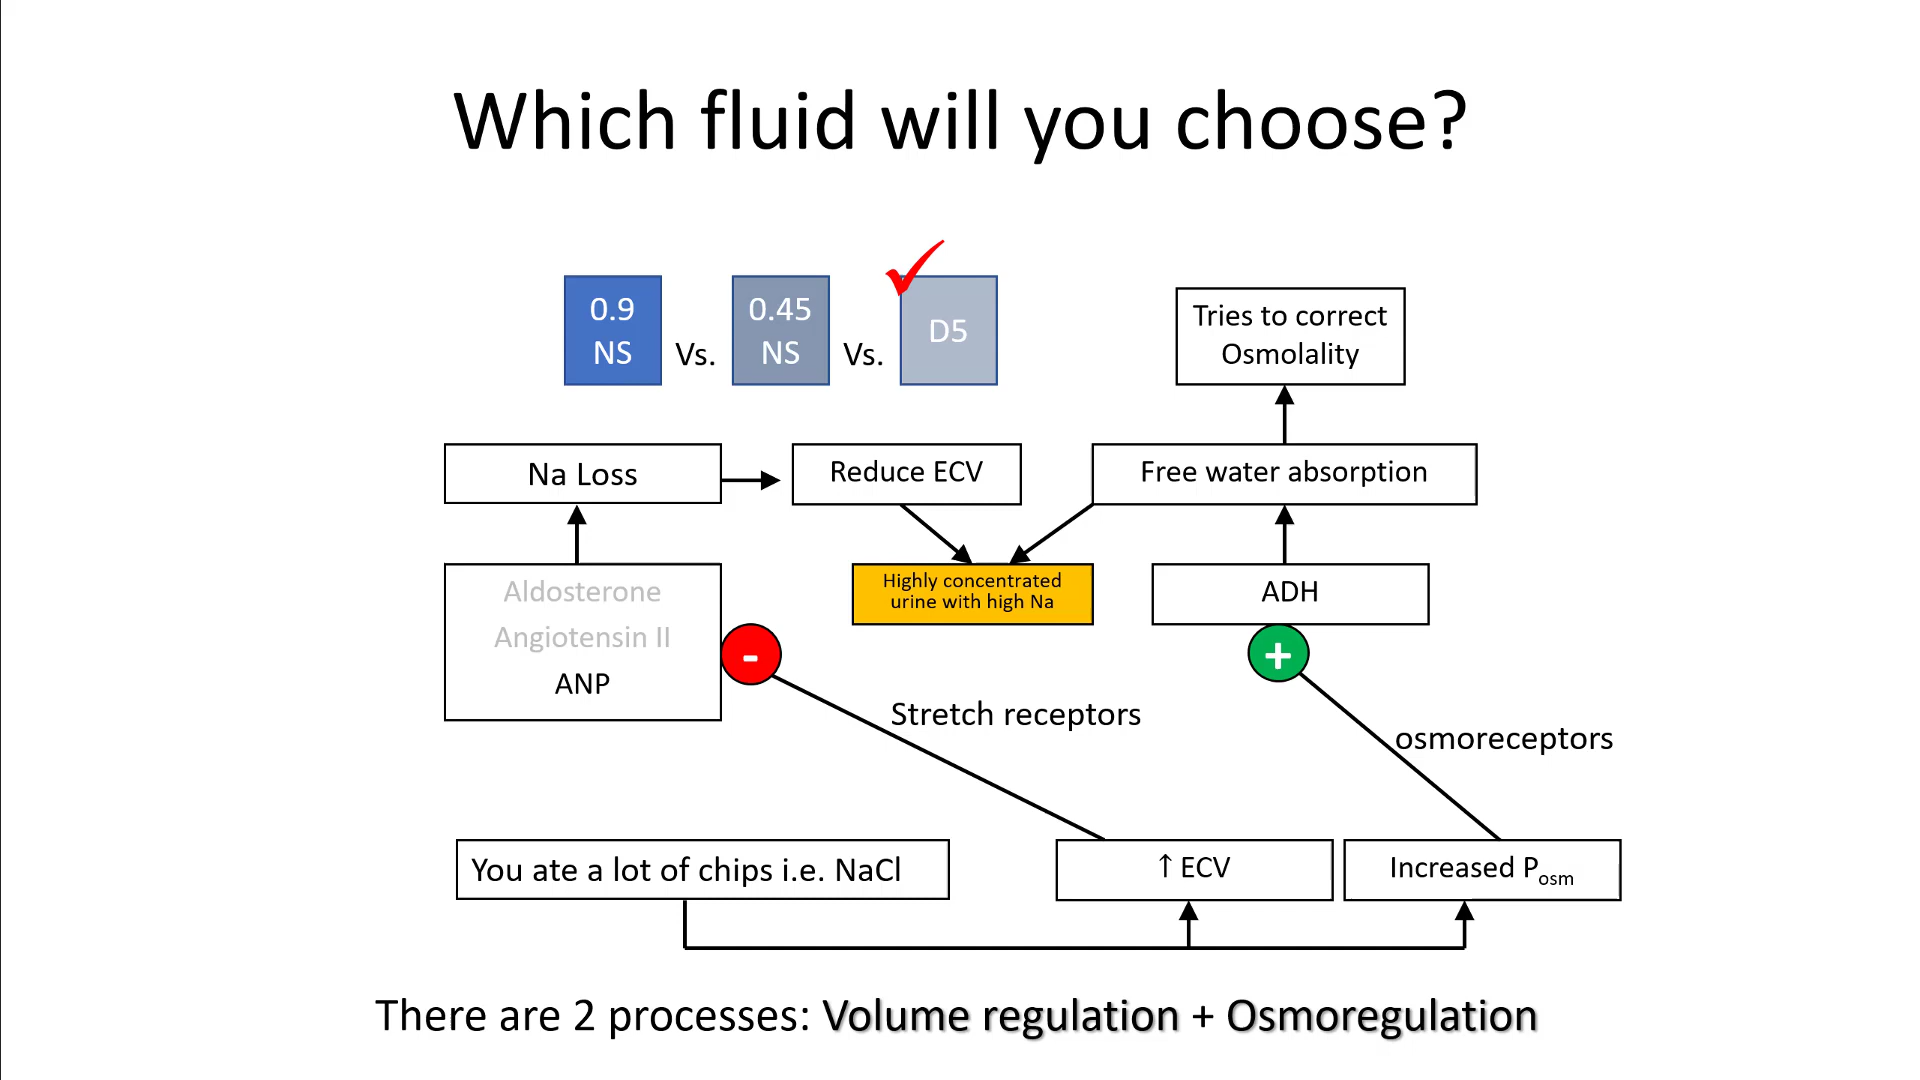 Which fluid will you choose?
0.9
NS
Vs.
0.45
NS
Vs.
D5
Tries to correct
Osmolality
Na Loss
Reduce ECV
Free water absorption
Aldosterone
Angiotensin II
ANP
-
Highly concentrated
urine with high Na
ADH
+
Stretch receptors
osmoreceptors
You ate a lot of chips i.e. NaCl
↑ ECV
Increased Posm
There are 2 processes: Volume regulation + Osmoregulation